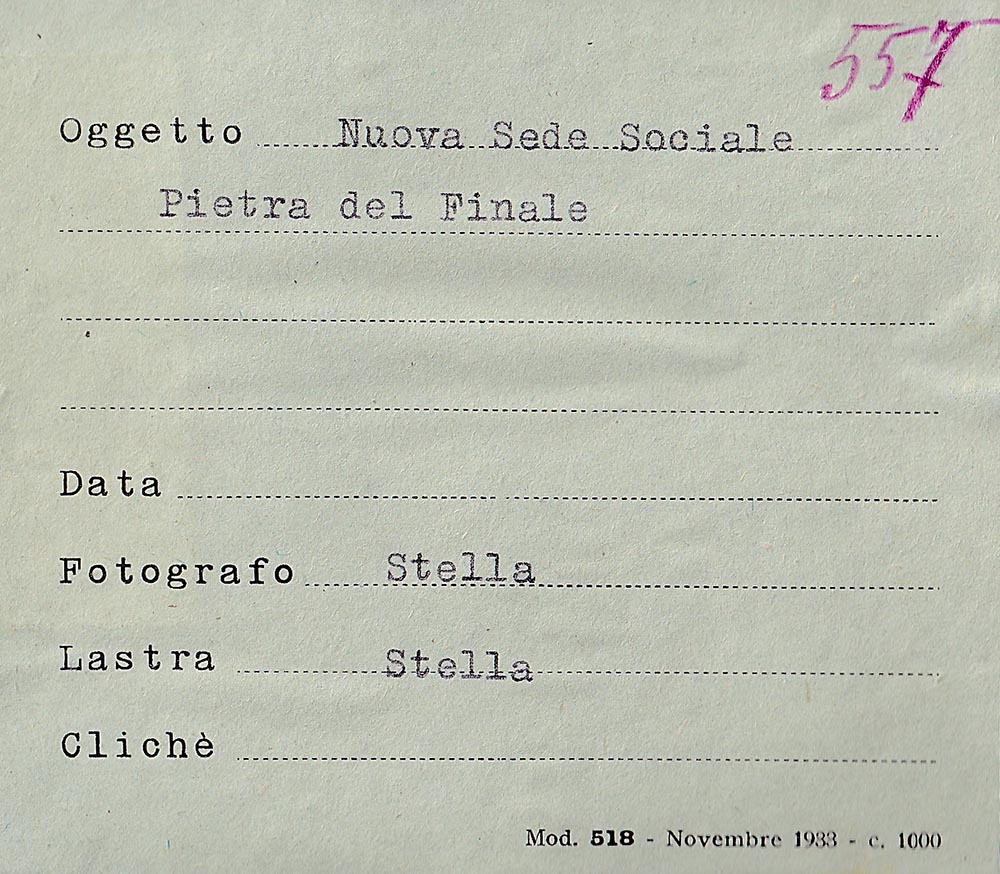 557
Oggetto Nuova Sede Sociale
Pietra del Finale
Data
Fotografo Stella
Lastra Stella
Clichè
Mod. 518 - Novembre 1933 - c. 1000